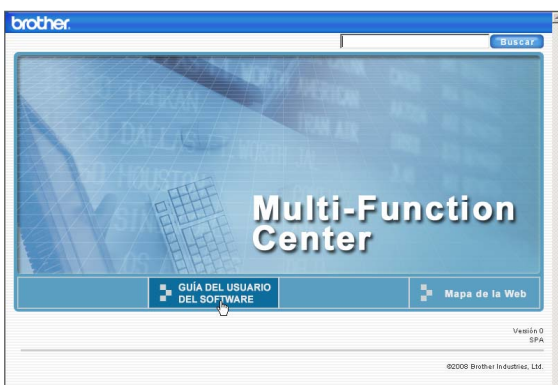 brother.
Buscar
Multi-Function
Center
GUÍA DEL USUARIO
DEL SOFTWARE
Mapa de la Web
Versión 0
SPA
©2008 Brother Industries, Ltd.